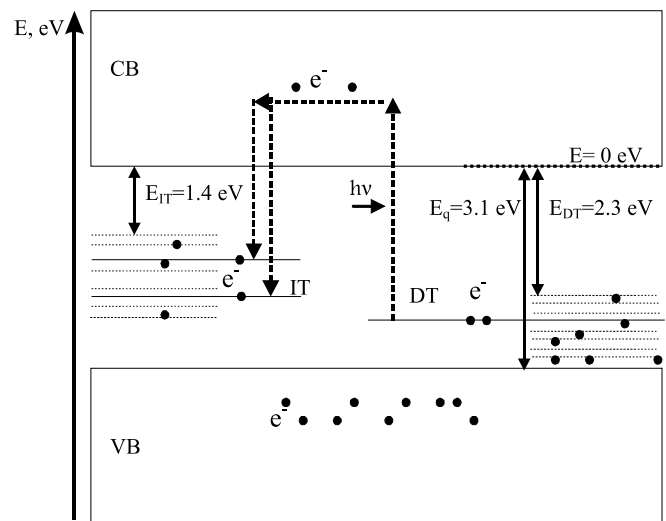 E, eV
CB
e-
E= 0 eV
EIT=1.4 eV
hν
Eq=3.1 eV
EDT=2.3 eV
e-
IT
DT
e-
e-
VB